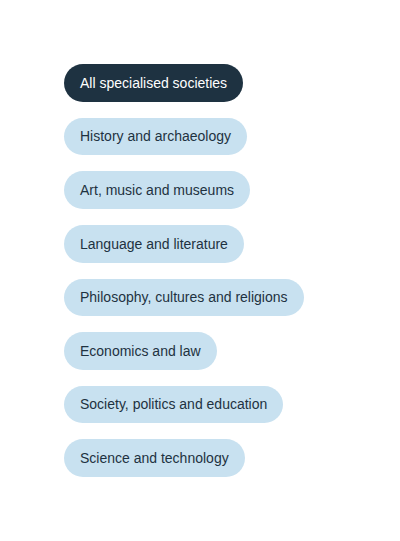 All specialised societies
History and archaeology
Art, music and museums
Language and literature
Philosophy, cultures and religions
Economics and law
Society, politics and education
Science and technology